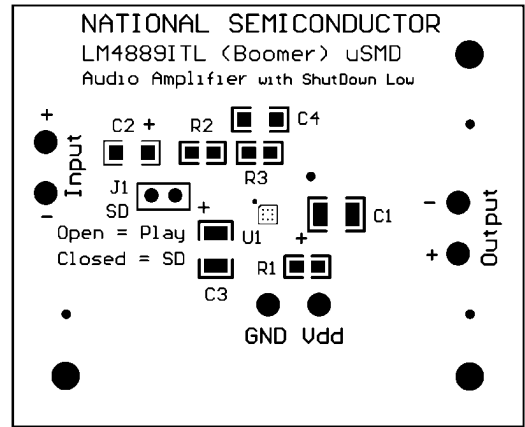 NATIONAL SEMICONDUCTOR
LM4889ITL (Boomer) uSMD
Audio Amplifier with ShutDown Low
+
Input
-
C2 +
R2
C4
R3
J1
SD
+
U1
C1
Open = Play
Closed = SD
C3
+
R1
GND Vdd
-
Output
+